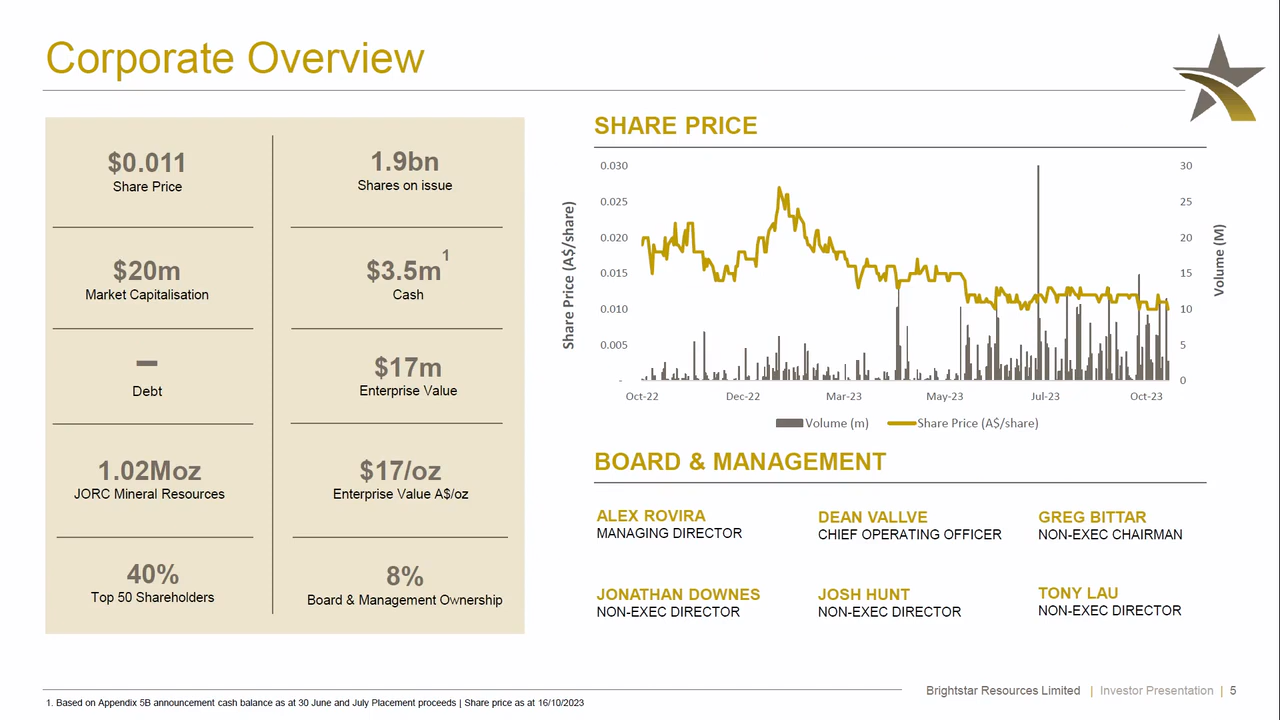 Corporate Overview
$0.011
Share Price
1.9bn
Shares on issue
$20m
Market Capitalisation
$3.5m1
Cash
–
Debt
$17m
Enterprise Value
1.02Moz
JORC Mineral Resources
$17/oz
Enterprise Value A$/oz
40%
Top 50 Shareholders
8%
Board & Management Ownership
SHARE PRICE
Share Price (A$/share)
0.030
0.025
0.020
0.015
0.010
0.005
-
30
25
20
15
10
5
0
Volume (M)
Oct-22 Dec-22 Mar-23 May-23 Jul-23 Oct-23
Volume (m) Share Price (A$/share)
BOARD & MANAGEMENT
ALEX ROVIRA
MANAGING DIRECTOR
DEAN VALLVE
CHIEF OPERATING OFFICER
GREG BITTAR
NON-EXEC CHAIRMAN
JONATHAN DOWNES
NON-EXEC DIRECTOR
JOSH HUNT
NON-EXEC DIRECTOR
TONY LAU
NON-EXEC DIRECTOR
1. Based on Appendix 5B announcement cash balance as at 30 June and July Placement proceeds | Share price as at 16/10/2023
Brightstar Resources Limited | Investor Presentation | 5